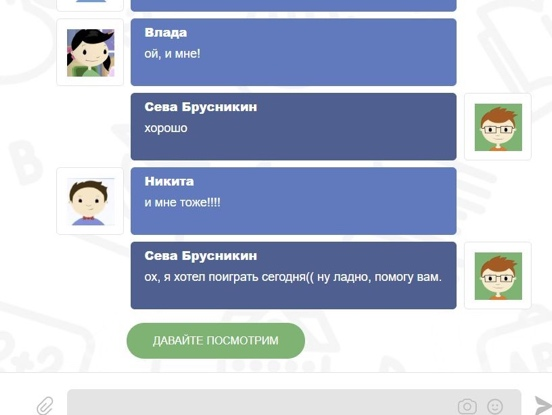 Влада
ой, и мне!
Сева Брусникин
хорошо
Никита
и мне тоже!!!!
Сева Брусникин
ох, я хотел поиграть сегодня(( ну ладно, помогу вам.
ДАВАЙТЕ ПОСМОТРИМ